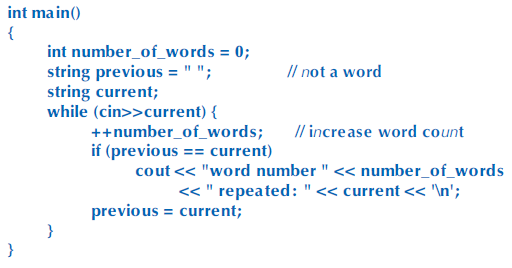 int main()
{
int number_of_words = 0;
string previous = " "; // not a word
string current;
while (cin>>current) {
++number_of_words; // increase word count
if (previous == current)
cout << "word number " << number_of_words
<< " repeated: " << current << '\n';
previous = current;
}
}